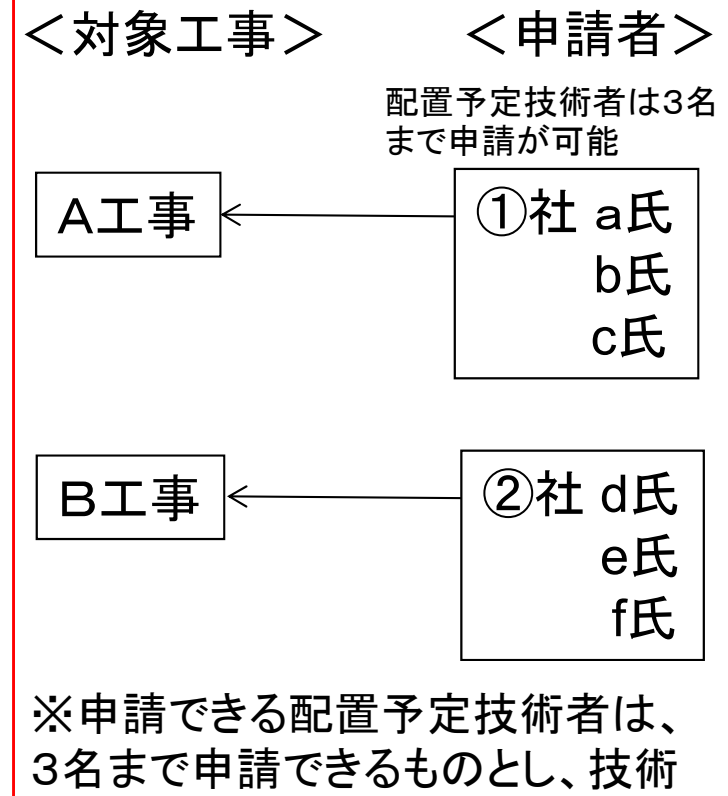 ＜対象工事＞　　＜申請者＞
配置予定技術者は３名
まで申請が可能
Ａ工事
①社 ａ氏
ｂ氏
ｃ氏
Ｂ工事
②社 ｄ氏
ｅ氏
ｆ氏
※申請できる配置予定技術者は、
３名まで申請できるものとし、技術